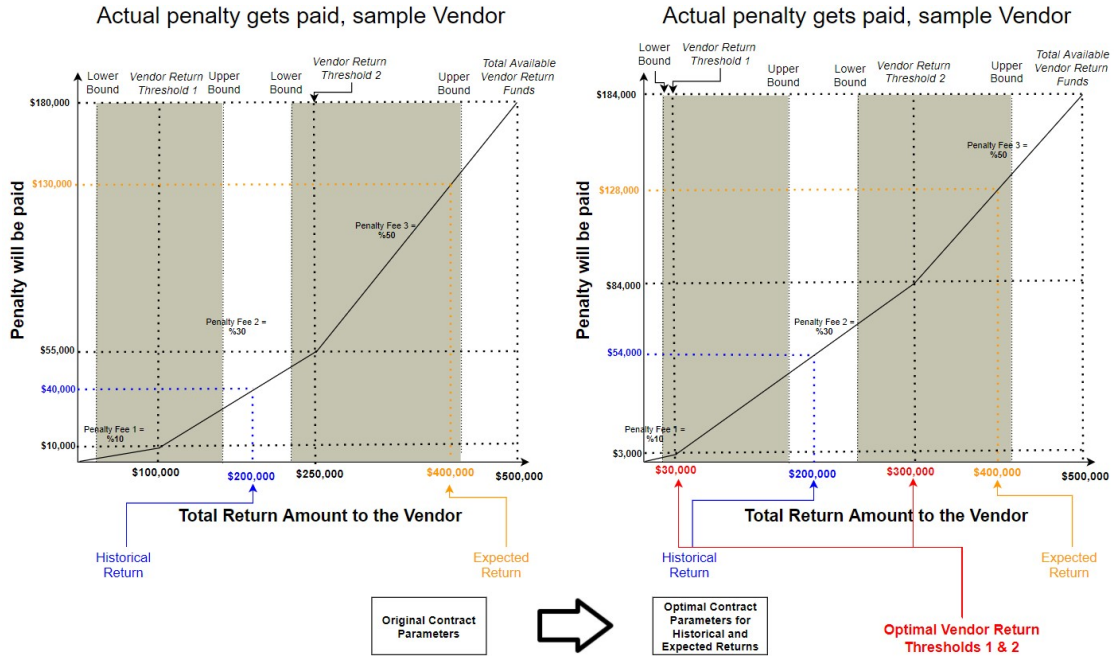 Actual penalty gets paid, sample Vendor
Lower
Bound
Vendor Return
Threshold 1
Upper
Bound
Lower
Bound
Vendor Return
Threshold 2
Upper
Bound
Total Available
Vendor Return
Funds
$180,000
$130,000
$55,000
$40,000
$10,000
Penalty will be paid
Penalty Fee 1 =
%10
Penalty Fee 2 =
%30
Penalty Fee 3 =
%50
$100,000
$200,000
$250,000
$400,000
$500,000
Total Return Amount to the Vendor
Historical
Return
Expected
Return
Actual penalty gets paid, sample Vendor
Lower
Bound
Vendor Return
Threshold 1
Upper
Bound
Lower
Bound
Vendor Return
Threshold 2
Upper
Bound
Total Available
Vendor Return
Funds
$184,000
$128,000
$84,000
$54,000
$3,000
Penalty will be paid
Penalty Fee 1 =
%10
Penalty Fee 2 =
%30
Penalty Fee 3 =
%50
$30,000
$200,000
$300,000
$400,000
$500,000
Total Return Amount to the Vendor
Historical
Return
Expected
Return
Original Contract
Parameters
Optimal Contract
Parameters for
Historical and
Expected Returns
Optimal Vendor Return
Thresholds 1 & 2